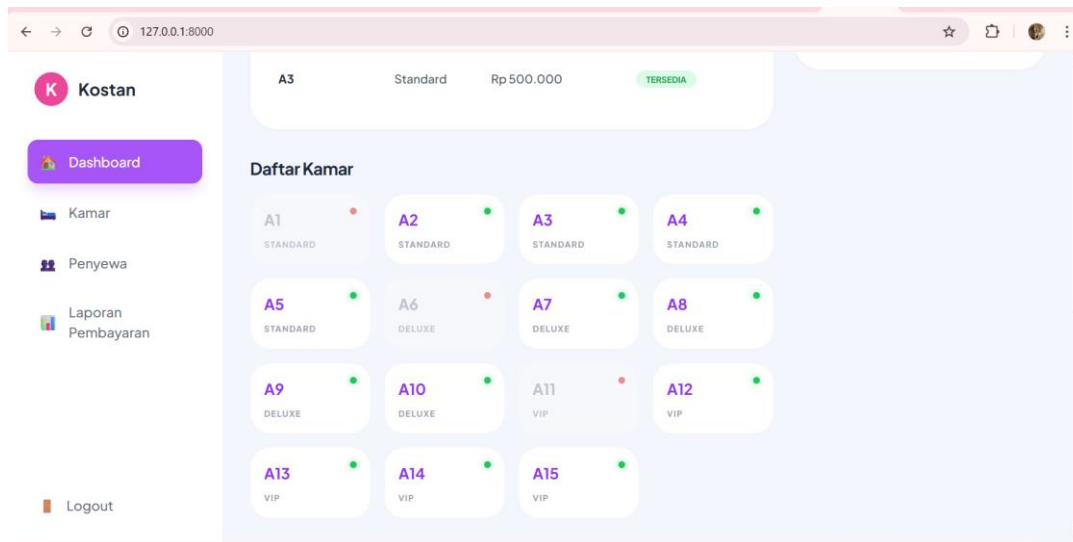 127.0.0.1:8000
K Kostan
Dashboard
Kamar
Penyewa
Laporan
Pembayaran
Logout
A3 Standard Rp 500.000 TERSEDIA
Daftar Kamar
A1 A2 A3 A4
STANDARD STANDARD STANDARD STANDARD
A5 A6 A7 A8
STANDARD DELUXE DELUXE DELUXE
A9 A10 A11 A12
DELUXE DELUXE VIP VIP
A13 A14 A15
VIP VIP VIP